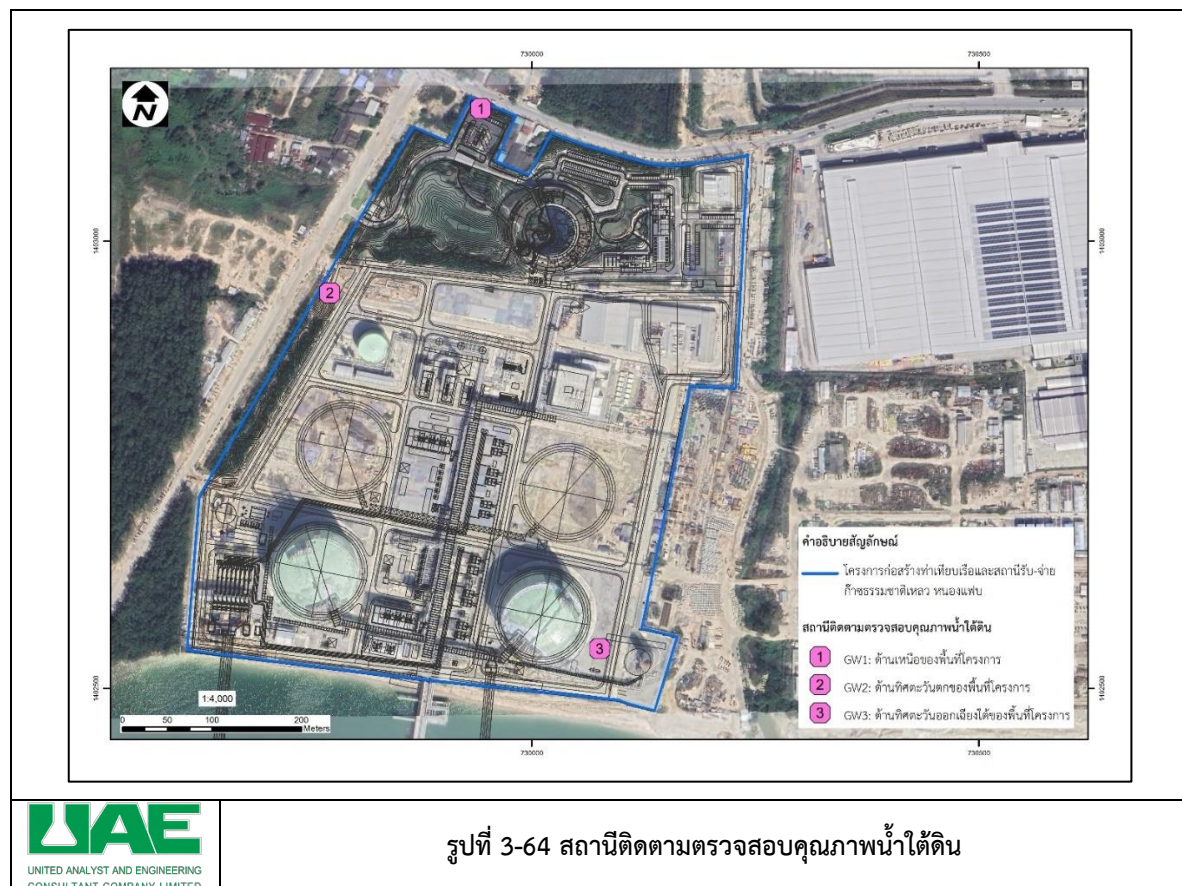 730000
730500
N
1
1493000
1493000
2
คำอธิบายสัญลักษณ์
โครงการก่อสร้างท่าเทียบเรือและสถานีรับ-จ่าย
ก๊าซธรรมชาติเหลว หนองแฟบ
สถานีติดตามตรวจสอบคุณภาพน้ำใต้ดิน
3
1 GW1: ด้านเหนือของพื้นที่โครงการ
2 GW2: ด้านทิศตะวันตกของพื้นที่โครงการ
3 GW3: ด้านทิศตะวันออกเฉียงใต้ของพื้นที่โครงการ
1402500
1402500
1:4,000
0 50 100 200
Meters
730000
730500
UAE
UNITED ANALYST AND ENGINEERING
CONSULTANT COMPANY LIMITED
รูปที่ 3-64 สถานีติดตามตรวจสอบคุณภาพน้ำใต้ดิน